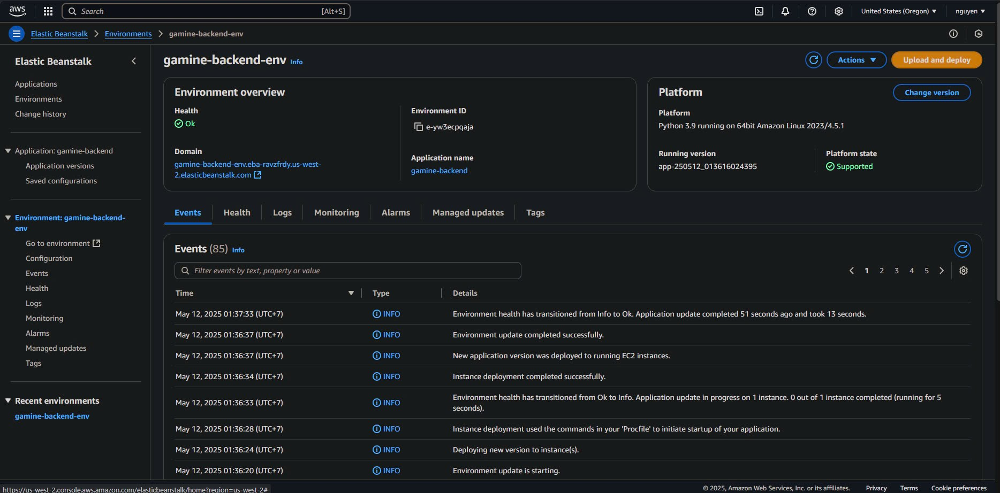 aws
Search [Alt+S]
United States (Oregon)
nguyen
Elastic Beanstalk
Environments
gamine-backend-env
Elastic Beanstalk
Applications
Environments
Change history
Application: gamine-backend
Application versions
Saved configurations
Environment: gamine-backend-
env
Go to environment
Configuration
Events
Health
Logs
Monitoring
Alarms
Managed updates
Tags
Recent environments
gamine-backend-env
gamine-backend-env Info
Actions
Upload and deploy
Environment overview
Health
Ok
Domain
gamine-backend-env.eba-ravzfrdy.us-west-
2.elasticbeanstalk.com
Environment ID
e-yw3ecpqaja
Application name
gamine-backend
Platform
Change version
Platform
Python 3.9 running on 64bit Amazon Linux 2023/4.5.1
Running version
app-250512_013616024395
Platform state
Supported
Events Health Logs Monitoring Alarms Managed updates Tags
Events (85) Info
Filter events by text, property or value
1 2 3 4 5
Time Type Details
May 12, 2025 01:37:33 (UTC+7) INFO Environment health has transitioned from Info to Ok. Application update completed 51 seconds ago and took 13 seconds.
May 12, 2025 01:36:37 (UTC+7) INFO Environment update completed successfully.
May 12, 2025 01:36:37 (UTC+7) INFO New application version was deployed to running EC2 instances.
May 12, 2025 01:36:34 (UTC+7) INFO Instance deployment completed successfully.
May 12, 2025 01:36:33 (UTC+7) INFO Environment health has transitioned from Ok to Info. Application update in progress on 1 instance. 0 out of 1 instance completed (running for 5
seconds).
May 12, 2025 01:36:28 (UTC+7) INFO Instance deployment used the commands in your 'Procfile' to initiate startup of your application.
May 12, 2025 01:36:24 (UTC+7) INFO Deploying new version to instance(s).
May 12, 2025 01:36:20 (UTC+7) INFO Environment update is starting.
https://us-west-2.console.aws.amazon.com/elasticbeanstalk/home?region=us-west-2#
© 2025, Amazon Web Services, Inc. or its affiliates. Privacy Terms Cookie preferences